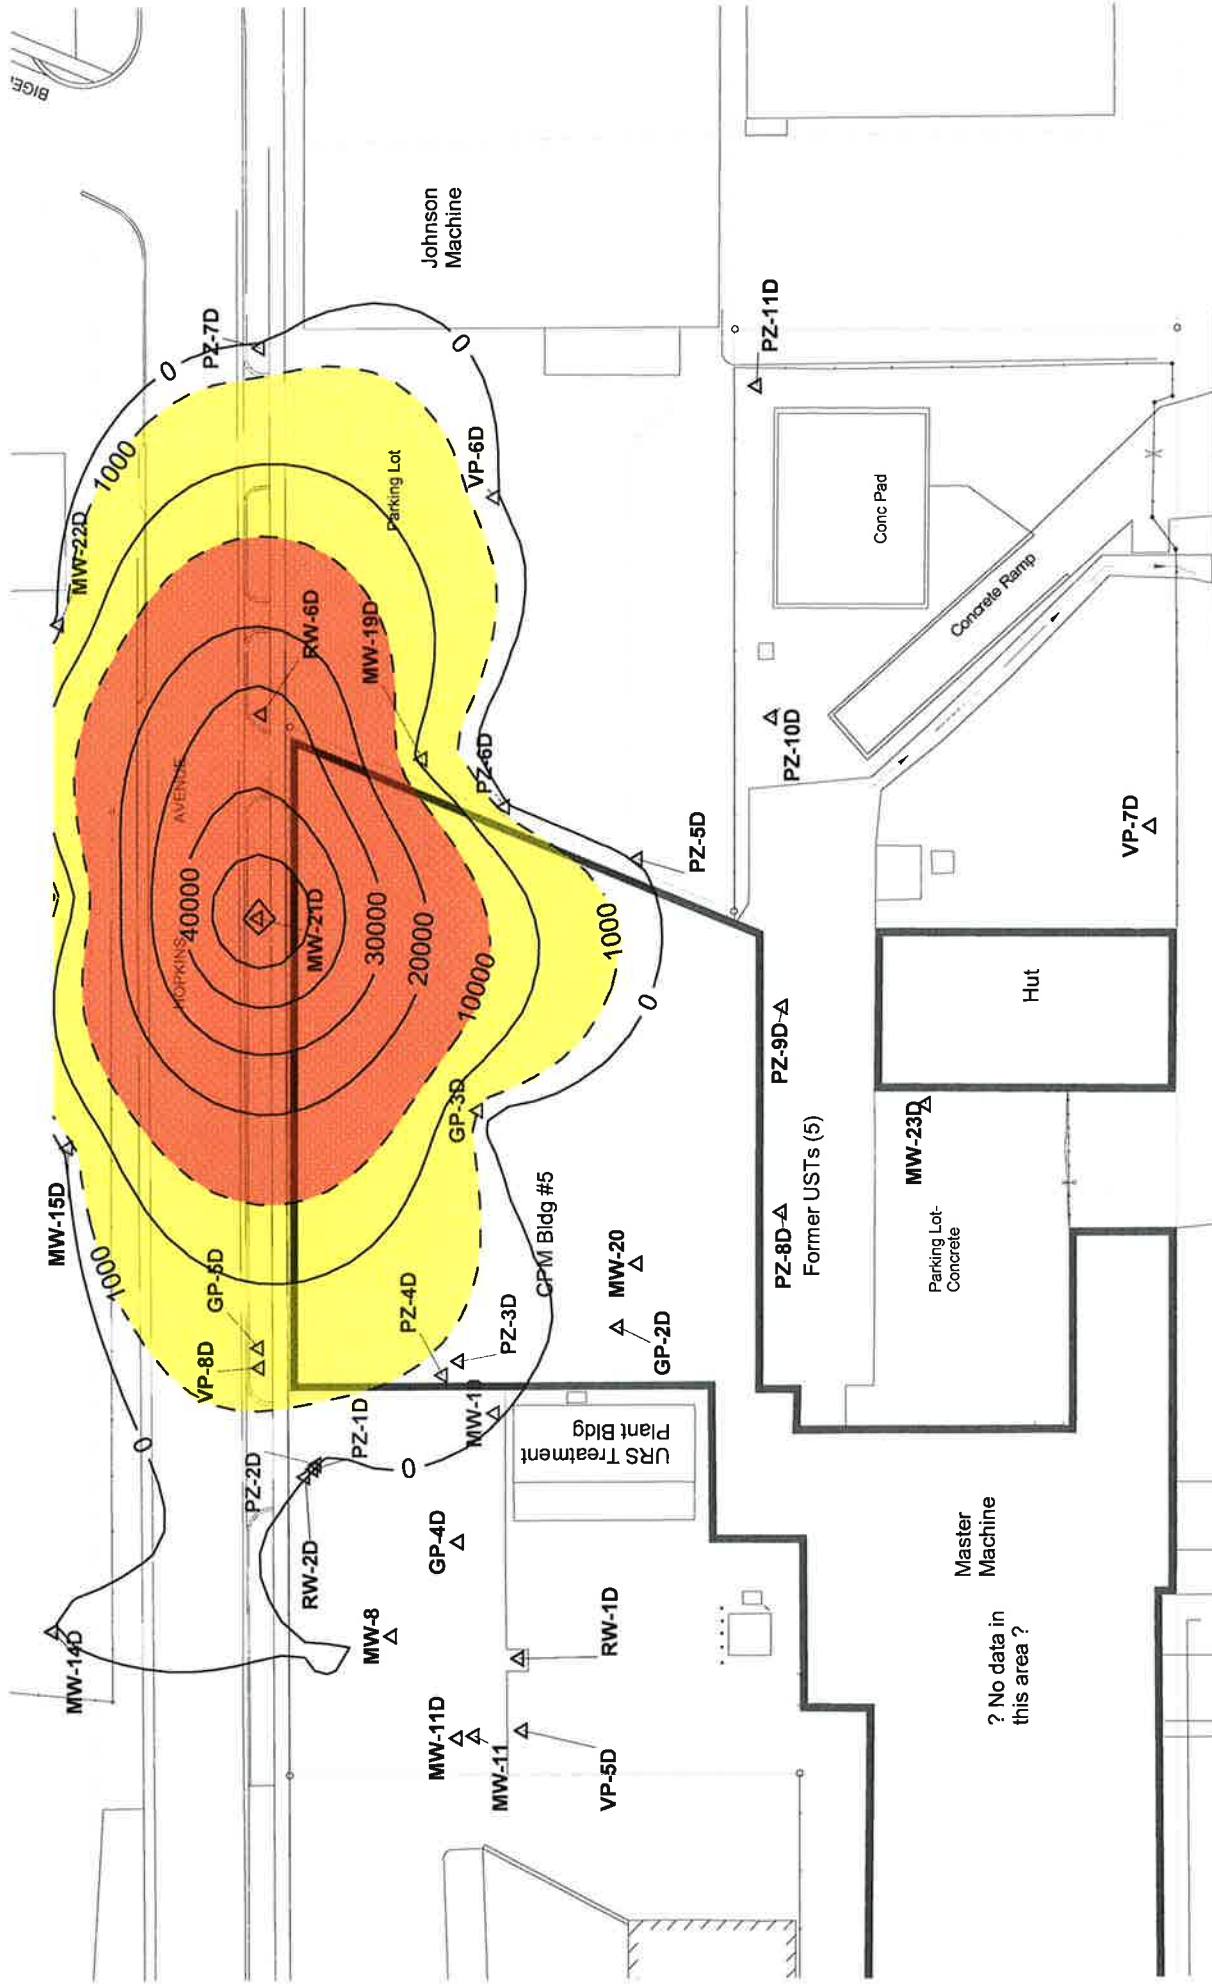 BIGE
MW-22D
1000
0
PZ-7D
Johnson
Machine
0
VP-6D
Parking Lot
PZ-11D
Conc Pad
Concrete Ramp
RW-6D
MW-19D
PZ-6D
PZ-10D
VP-7D
PZ-5D
HOPKINS
AVENUE
40000
MW-21D
30000
20000
10000
1000
0
Hut
PZ-9D
MW-23D
Former USTs (5)
PZ-8D
Parking Lot-
Concrete
MW-15D
1000
GP-3D
CPM Bldg #5
MW-20
GP-2D
GP-5D
VP-8D
PZ-4D
PZ-3D
MW-1
URS Treatment
Plant Bldg
0
0
PZ-1D
PZ-2D
RW-2D
GP-4D
MW-8
RW-1D
MW-14D
MW-11D
MW-11
VP-5D
Master
Machine
? No data in
this area ?